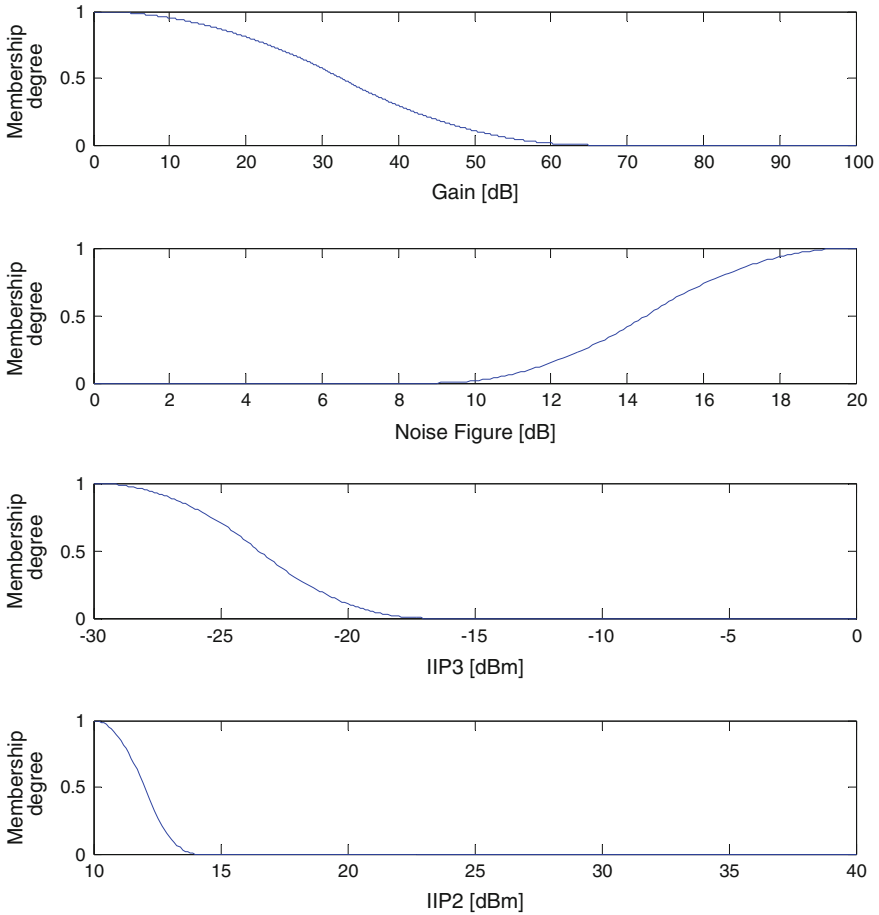 Membership
degree
1
0.5
0
0 10 20 30 40 50 60 70 80 90 100
Gain [dB]
Membership
degree
1
0.5
0
0 2 4 6 8 10 12 14 16 18 20
Noise Figure [dB]
Membership
degree
1
0.5
0
-30 -25 -20 -15 -10 -5 0
IIP3 [dBm]
Membership
degree
1
0.5
0
10 15 20 25 30 35 40
IIP2 [dBm]